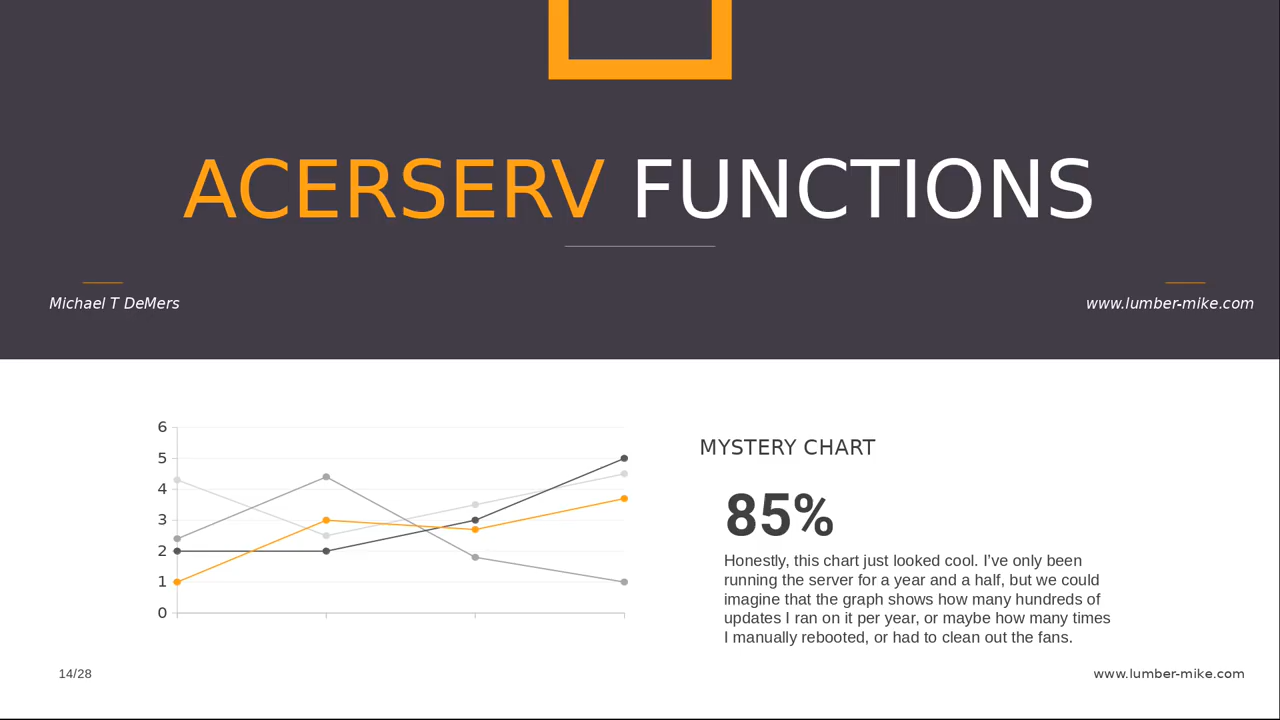 ACERSERV FUNCTIONS
Michael T DeMers
www.lumber-mike.com
6
5
4
3
2
1
0
MYSTERY CHART
85%
Honestly, this chart just looked cool. I’ve only been
running the server for a year and a half, but we could
imagine that the graph shows how many hundreds of
updates I ran on it per year, or maybe how many times
I manually rebooted, or had to clean out the fans.
14/28
www.lumber-mike.com